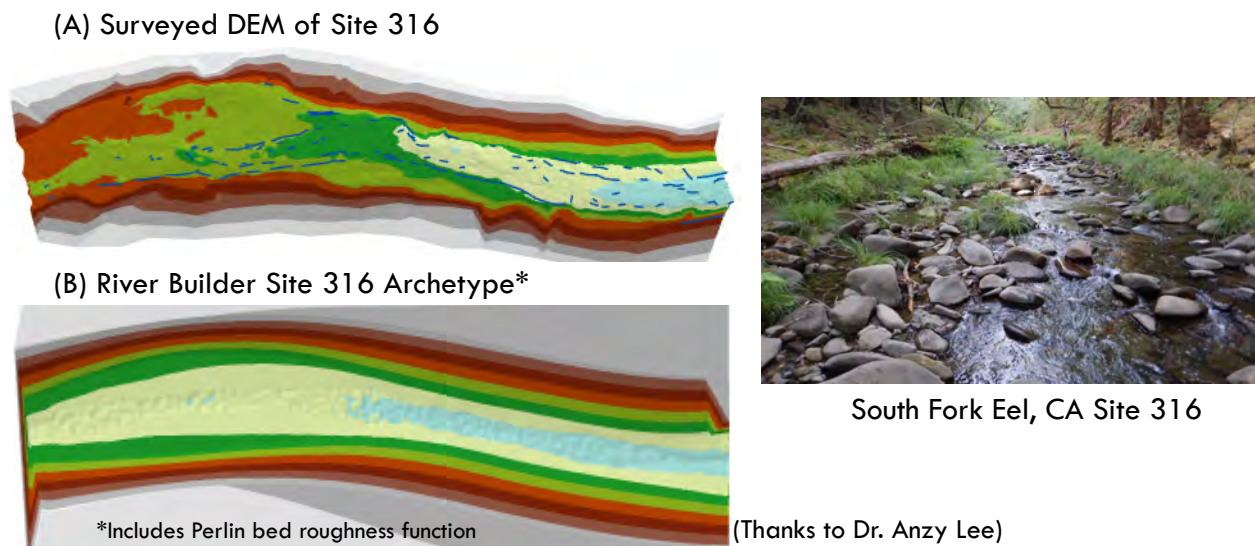 (A) Surveyed DEM of Site 316
(B) River Builder Site 316 Archetype*
*Includes Perlin bed roughness function
South Fork Eel, CA Site 316
(Thanks to Dr. Anzy Lee)